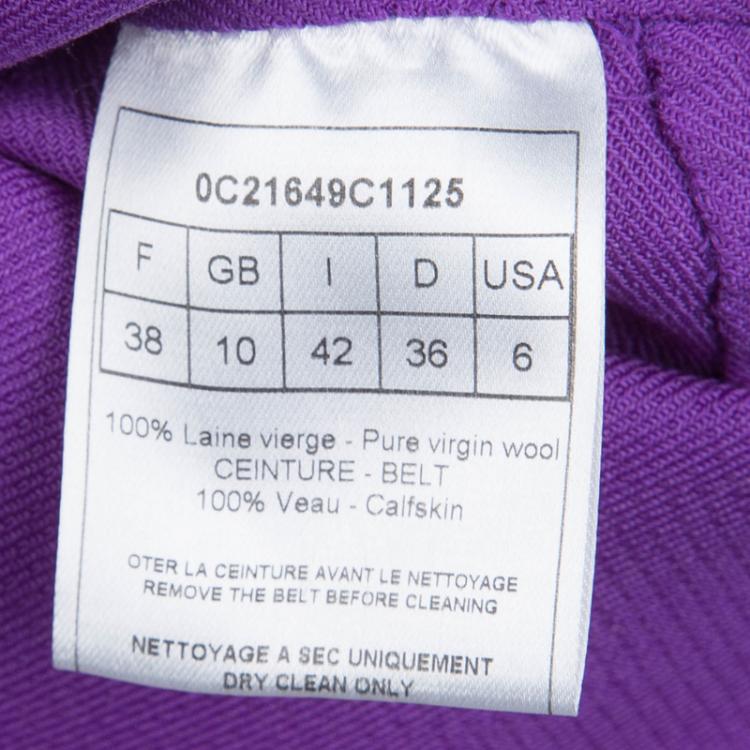 0C21649C1125
F GB I D USA
38 10 42 36 6
100% Laine vierge - Pure virgin wool
CEINTURE - BELT
100% Veau - Calfskin
OTER LA CEINTURE AVANT LE NETTOYAGE
REMOVE THE BELT BEFORE CLEANING
NETTOYAGE A SEC UNIQUEMENT
DRY CLEAN ONLY